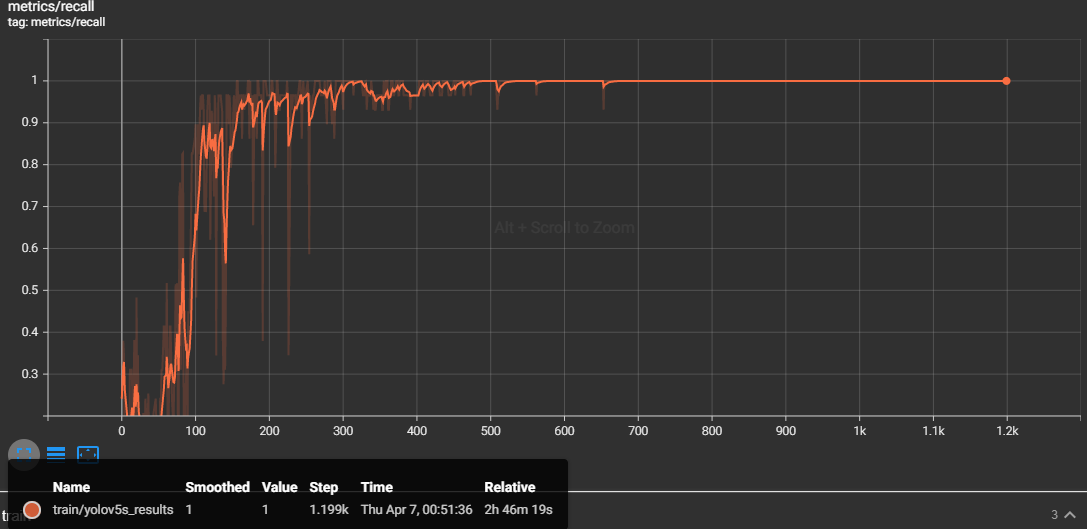 metrics/recall
tag: metrics/recall
1
0.9
0.8
0.7
0.6
0.5
0.4
0.3
Alt + Scroll to Zoom
0 100 200 300 400 500 600 700 800 900 1k 1.1k 1.2k
Name Smoothed Value Step Time Relative
train/yolov5s_results 1 1 1.199k Thu Apr 7, 00:51:36 2h 46m 19s
3